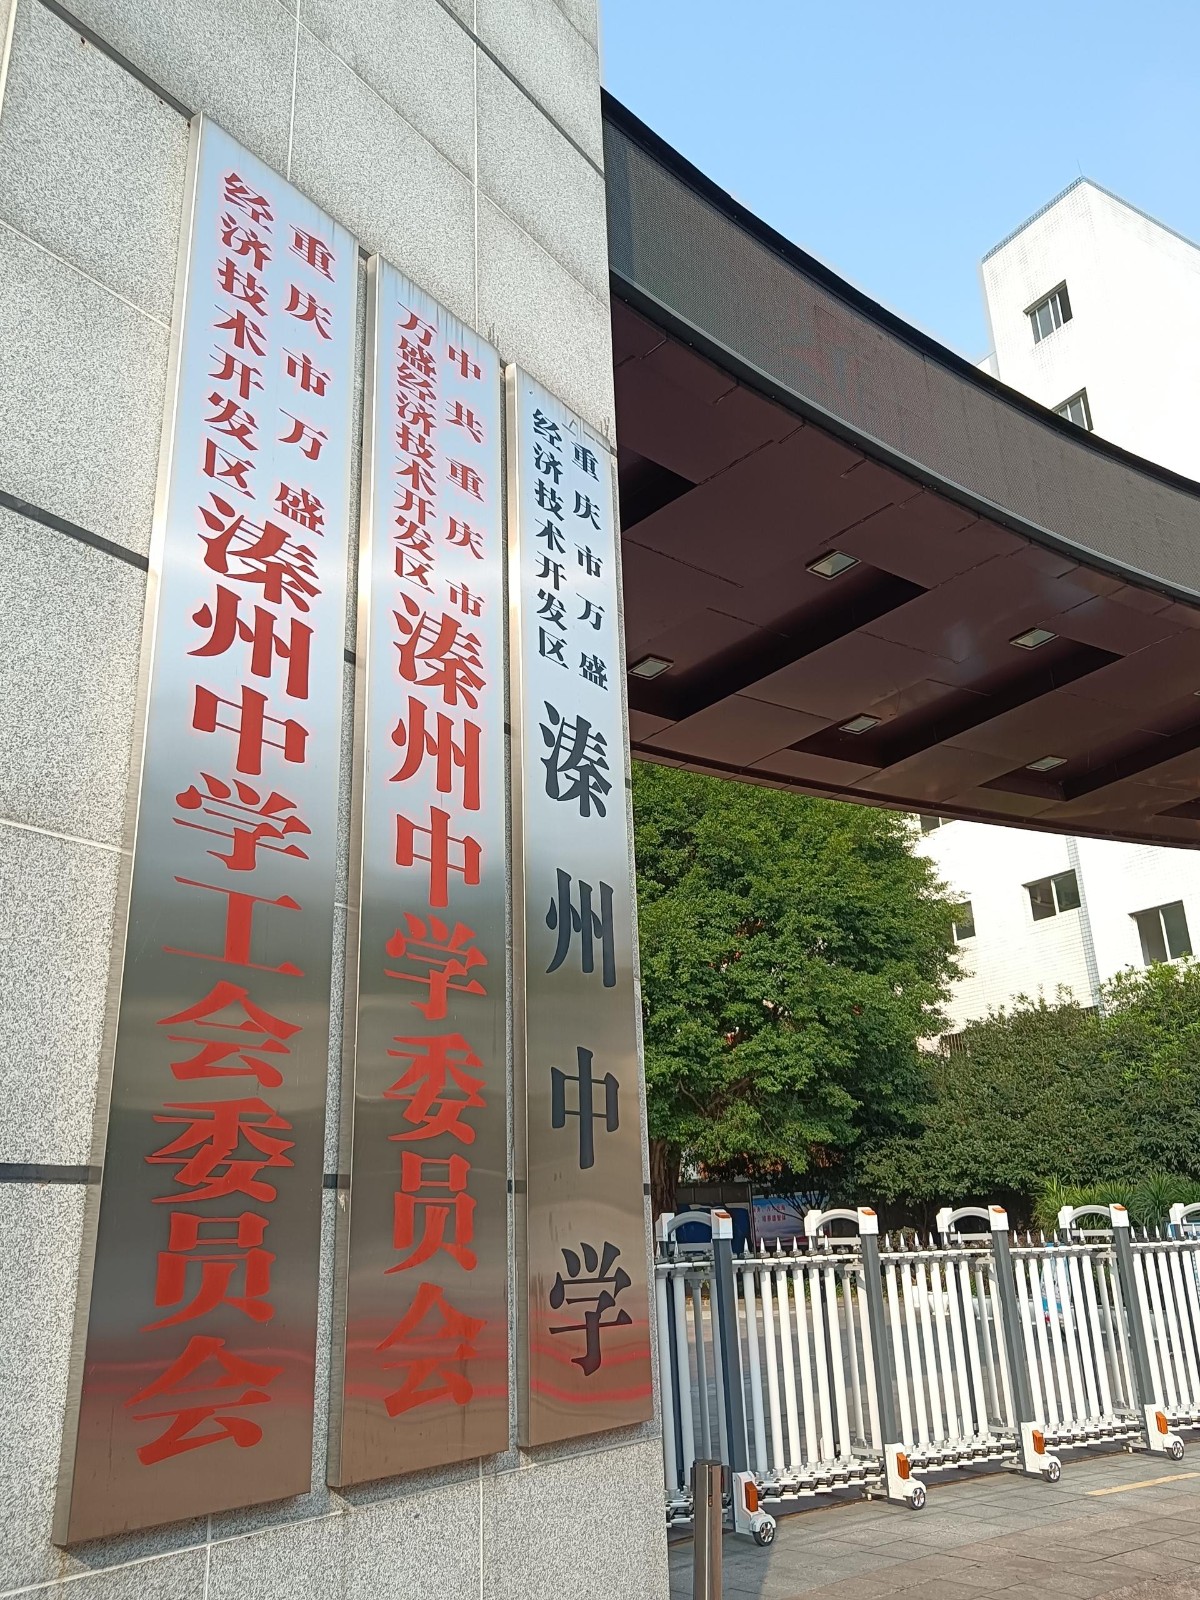 重庆市万盛
经济技术开发区
溱州中学
中共重庆市
万盛经济技术开发区
溱州中学委员会
重庆市万盛
经济技术开发区
溱州中学工会委员会